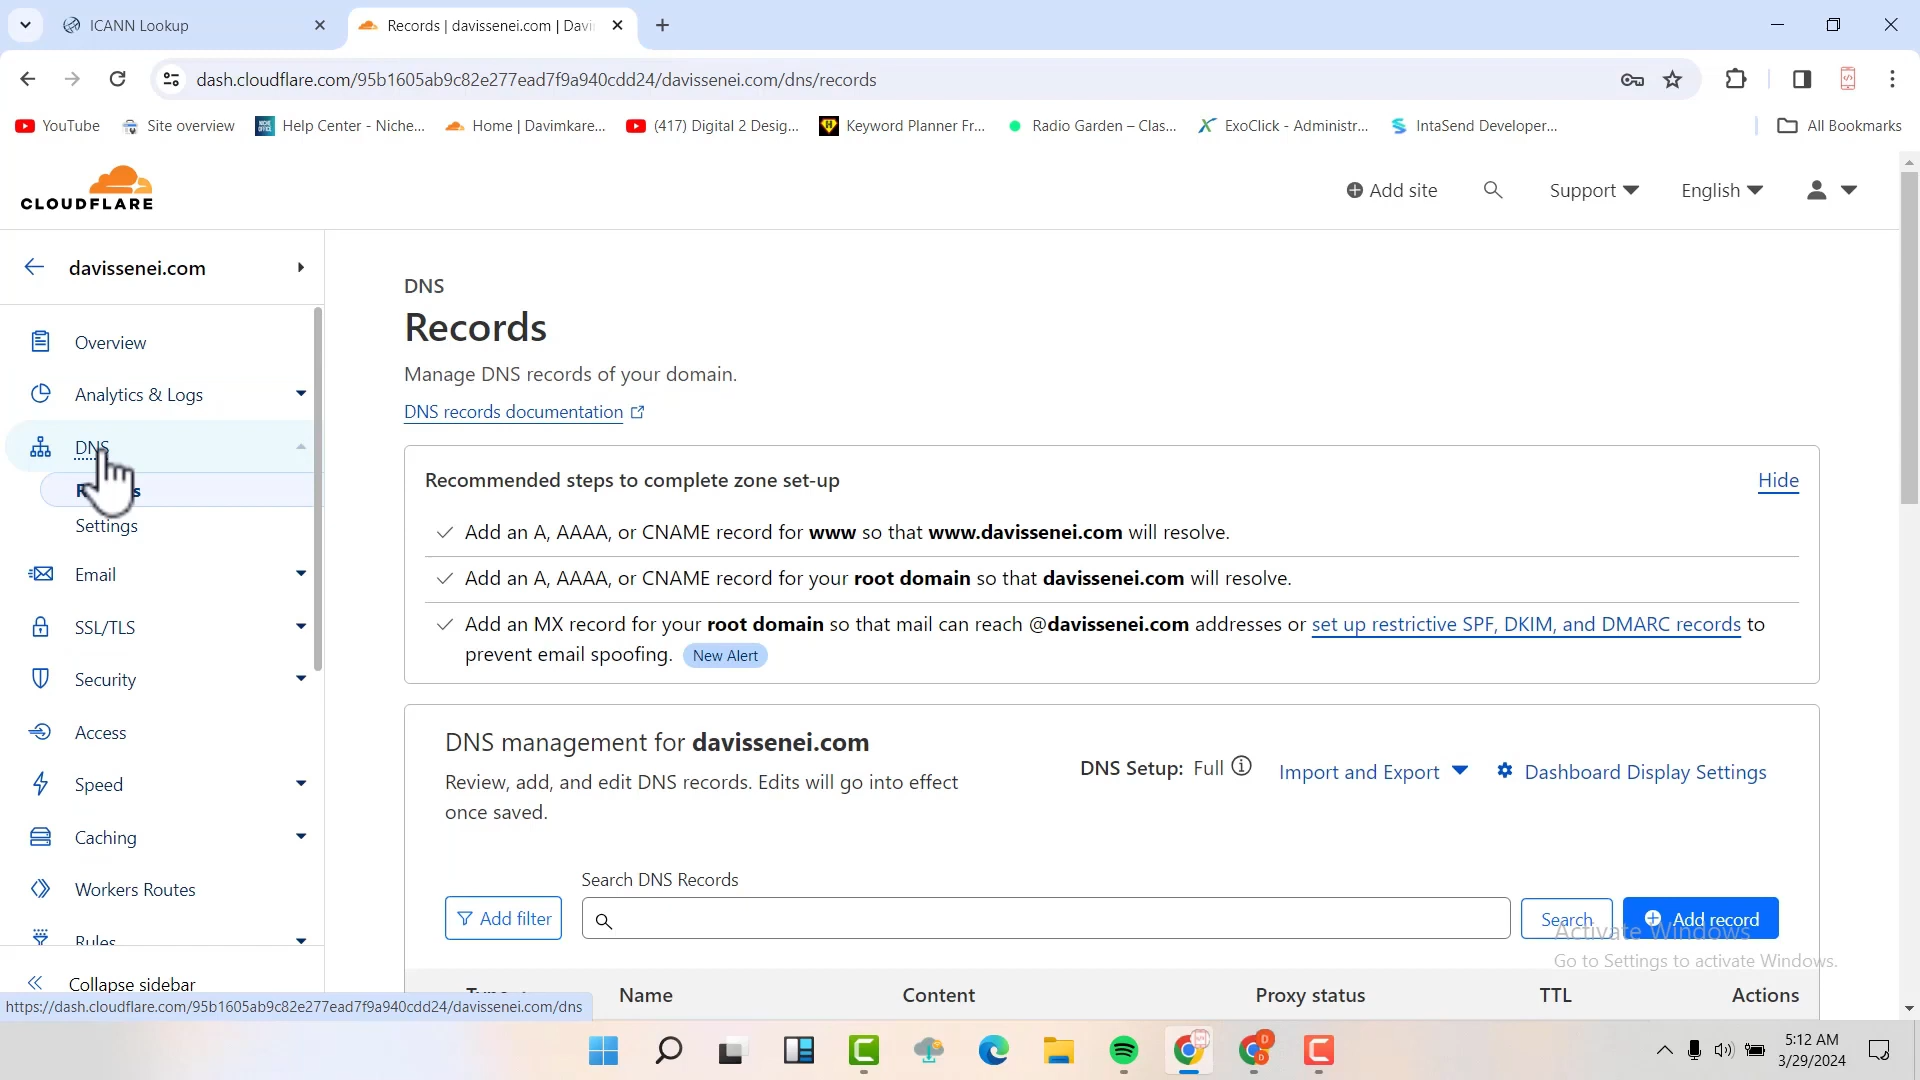 ICANN Lookup
Records | davissenei.com | Davi
dash.cloudflare.com/95b1605ab9c82e277ead7f9a940cdd24/davissenei.com/dns/records
YouTube
Site overview
Help Center - Niche...
Home | Davimkare...
(417) Digital 2 Desig...
Keyword Planner Fr...
Radio Garden – Clas...
ExoClick - Administr...
IntaSend Developer...
All Bookmarks
CLOUDFLARE
Add site
Support
English
davissenei.com
Overview
Analytics & Logs
DNS
Settings
Email
SSL/TLS
Security
Access
Speed
Caching
Workers Routes
Rules
Collapse sidebar
https://dash.cloudflare.com/95b1605ab9c82e277ead7f9a940cdd24/davissenei.com/dns
DNS
Records
Manage DNS records of your domain.
DNS records documentation
Recommended steps to complete zone set-up
Hide
Add an A, AAAA, or CNAME record for www so that www.davissenei.com will resolve.
Add an A, AAAA, or CNAME record for your root domain so that davissenei.com will resolve.
Add an MX record for your root domain so that mail can reach @davissenei.com addresses or set up restrictive SPF, DKIM, and DMARC records to
prevent email spoofing. New Alert
DNS management for davissenei.com
Review, add, and edit DNS records. Edits will go into effect
once saved.
DNS Setup: Full
Import and Export
Dashboard Display Settings
Search DNS Records
Add filter
Search
Add record
Activate Windows
Go to Settings to activate Windows.
Name
Content
Proxy status
TTL
Actions
5:12 AM
3/29/2024